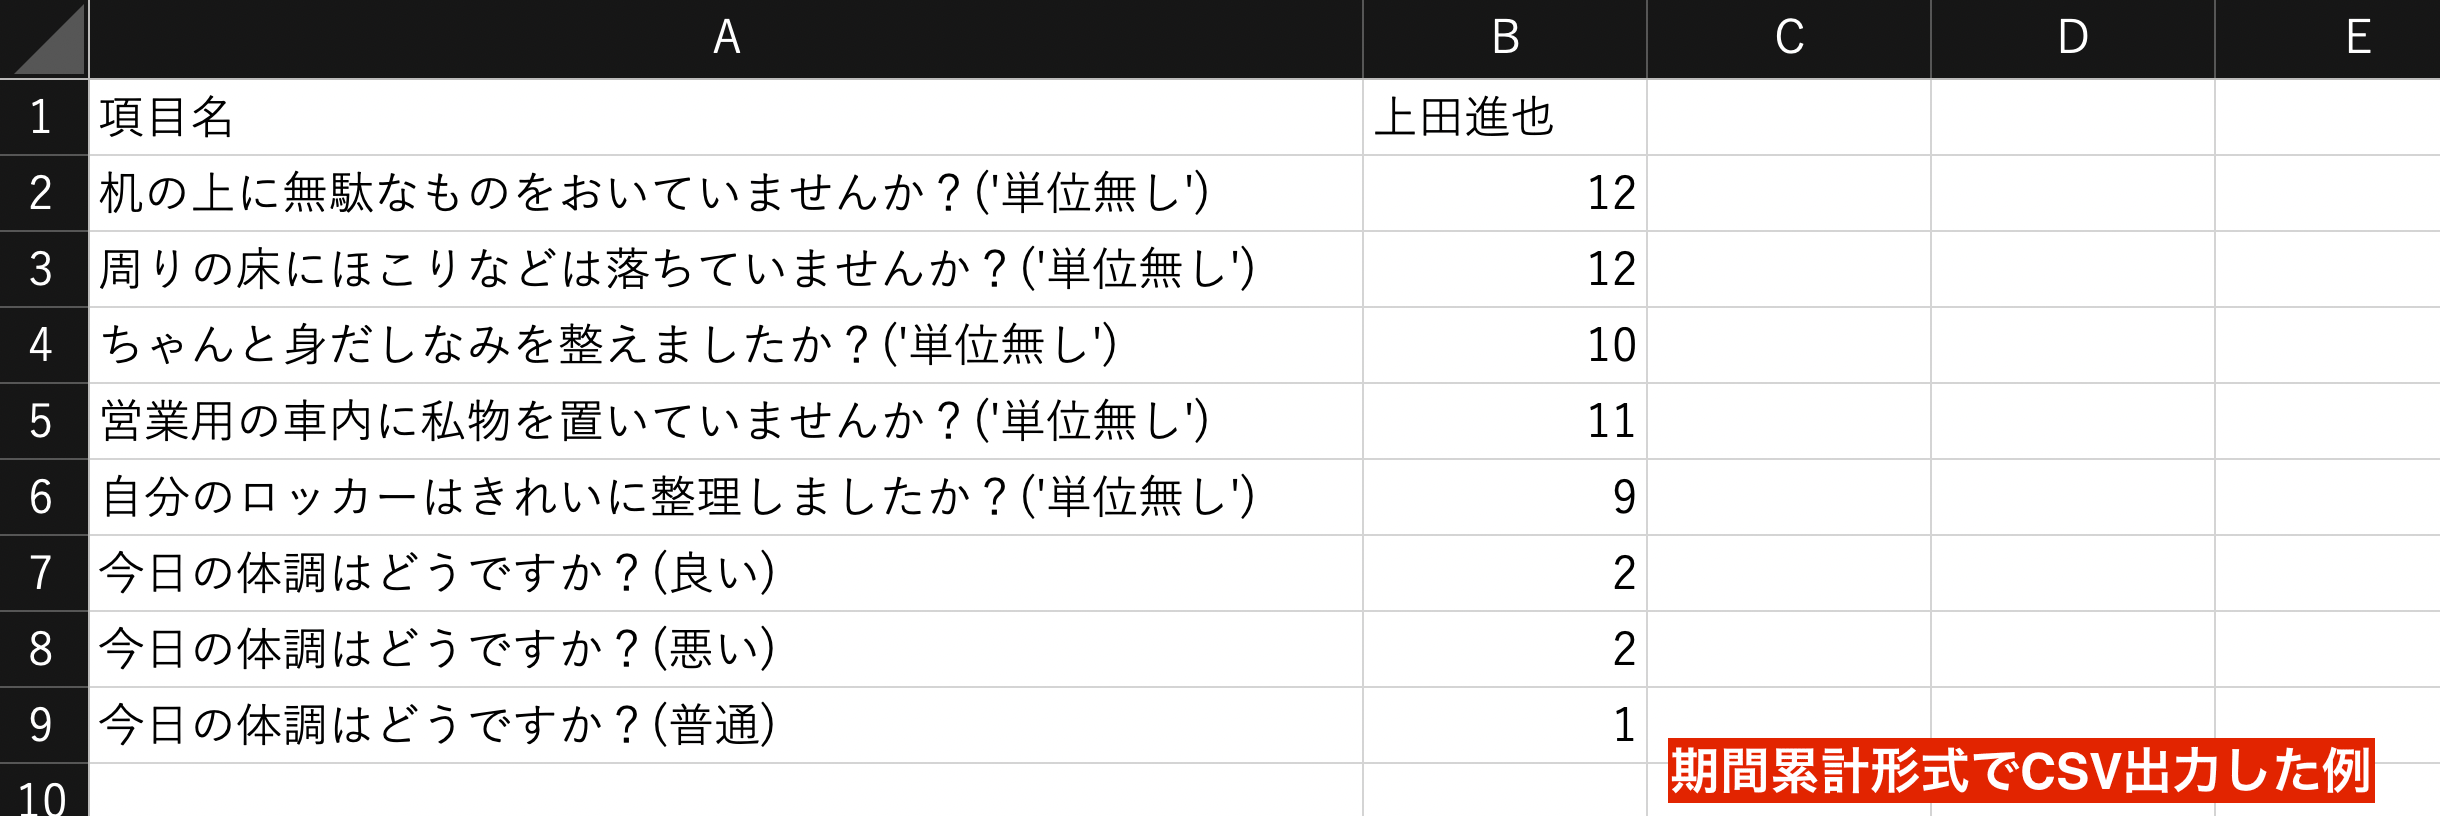 A B C D E
1 項目名 上田進也
2 机の上に無駄なものをおいていませんか？('単位無し') 12
3 周りの床にほこりなどは落ちていませんか？('単位無し') 12
4 ちゃんと身だしなみを整えましたか？('単位無し') 10
5 営業用の車内に私物を置いていませんか？('単位無し') 11
6 自分のロッカーはきれいに整理しましたか？('単位無し') 9
7 今日の体調はどうですか？(良い) 2
8 今日の体調はどうですか？(悪い) 2
9 今日の体調はどうですか？(普通) 1
期間累計形式でCSV出力した例
10